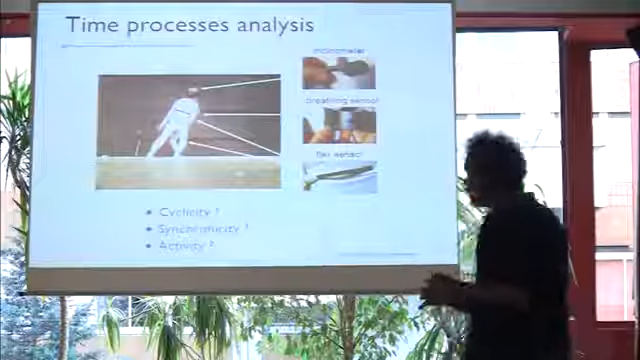 Time processes analysis
inclinometer
breathing sensor
flex sensor
• Cyclicity ?
• Synchronicity ?
• Activity ?